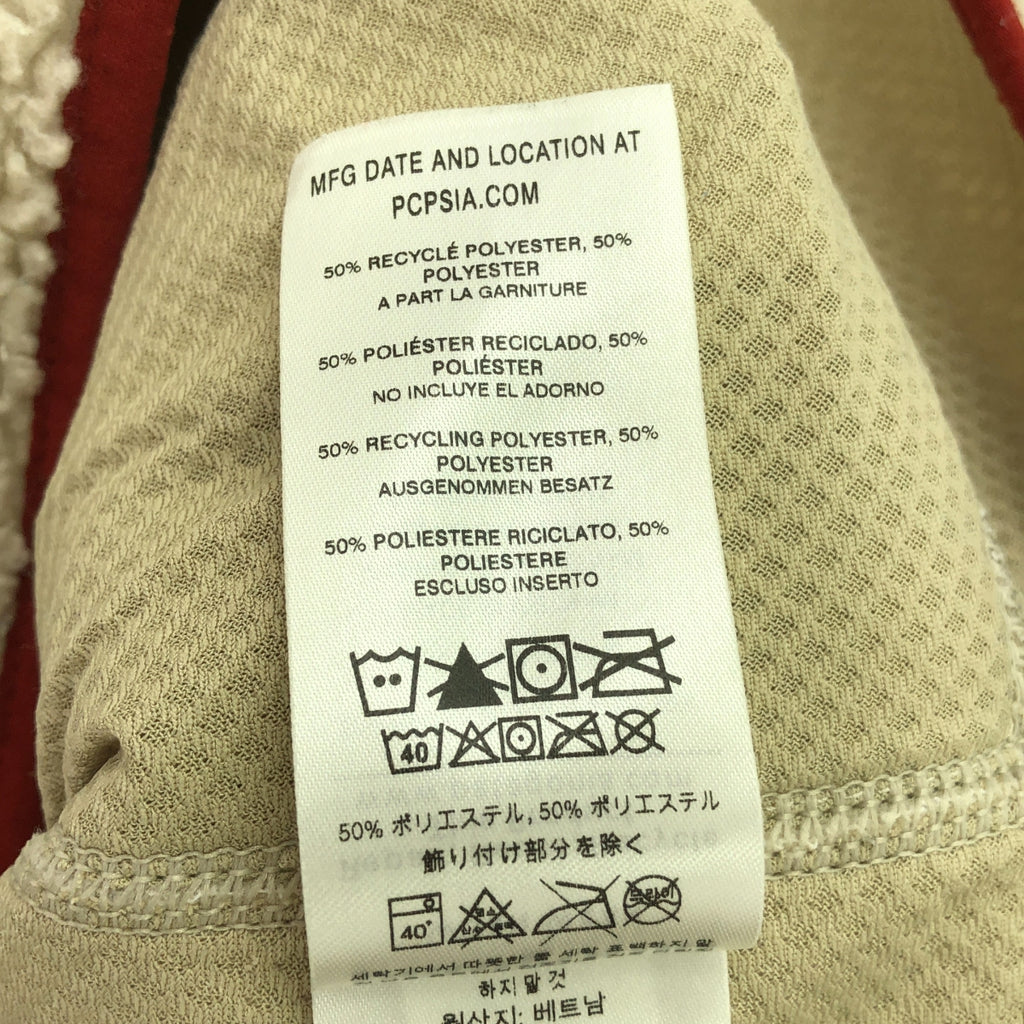 MFG DATE AND LOCATION AT
PCPSIA.COM
50% RECYCLÉ POLYESTER, 50%
POLYESTER
A PART LA GARNITURE
50% POLIÉSTER RECICLADO, 50%
POLIÉSTER
NO INCLUYE EL ADORNO
50% RECYCLING POLYESTER, 50%
POLYESTER
AUSGENOMMEN BESATZ
50% POLIESTERE RICICLATO, 50%
POLIESTERE
ESCLUSO INSERTO
40
50% ポリエステル, 50% ポリエステル
飾り付け部分を除く
40° 드라이
하지 말 것
원산지: 베트남